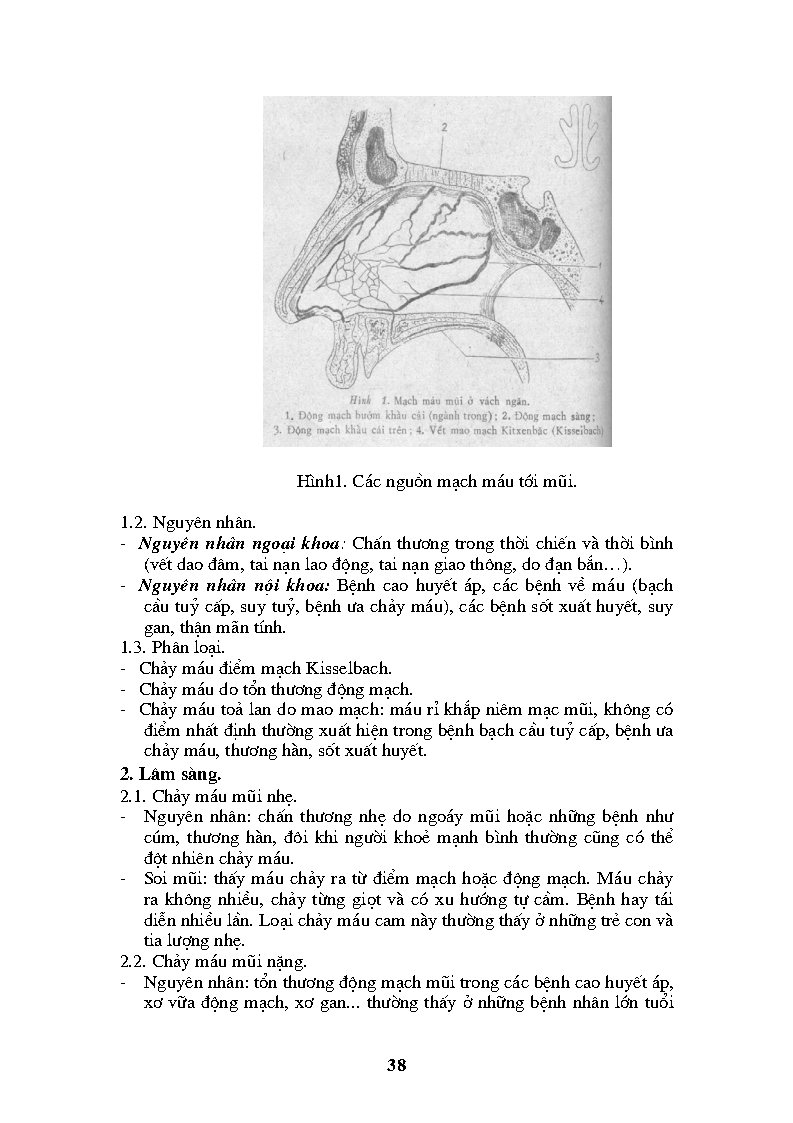 2
1
4
3
Hình 1. Mạch máu mũi ở vách ngăn.
1. Động mạch bướm khẩu cái (ngành trong); 2. Động mạch sàng;
3. Động mạch khẩu cái trên; 4. Vết mao mạch Kitxenbăc (Kisselbach)
Hình1. Các nguồn mạch máu tới mũi.
1.2. Nguyên nhân.
- Nguyên nhân ngoại khoa: Chấn thương trong thời chiến và thời bình
(vết dao đâm, tai nạn lao động, tai nạn giao thông, do đạn bắn…).
- Nguyên nhân nội khoa: Bệnh cao huyết áp, các bệnh về máu (bạch
cầu tuỷ cấp, suy tuỷ, bệnh ưa chảy máu), các bệnh sốt xuất huyết, suy
gan, thận mãn tính.
1.3. Phân loại.
- Chảy máu điểm mạch Kisselbach.
- Chảy máu do tổn thương động mạch.
- Chảy máu toả lan do mao mạch: máu rỉ khắp niêm mạc mũi, không có
điểm nhất định thường xuất hiện trong bệnh bạch cầu tuỷ cấp, bệnh ưa
chảy máu, thương hàn, sốt xuất huyết.
2. Lâm sàng.
2.1. Chảy máu mũi nhẹ.
- Nguyên nhân: chấn thương nhẹ do ngoáy mũi hoặc những bệnh như
cúm, thương hàn, đôi khi người khoẻ mạnh bình thường cũng có thể
đột nhiên chảy máu.
- Soi mũi: thấy máu chảy ra từ điểm mạch hoặc động mạch. Máu chảy
ra không nhiều, chảy từng giọt và có xu hướng tự cầm. Bệnh hay tái
diễn nhiều lần. Loại chảy máu cam này thường thấy ở những trẻ con và
tia lượng nhẹ.
2.2. Chảy máu mũi nặng.
- Nguyên nhân: tổn thương động mạch mũi trong các bệnh cao huyết áp,
xơ vữa động mạch, xơ gan... thường thấy ở những bệnh nhân lớn tuổi
38